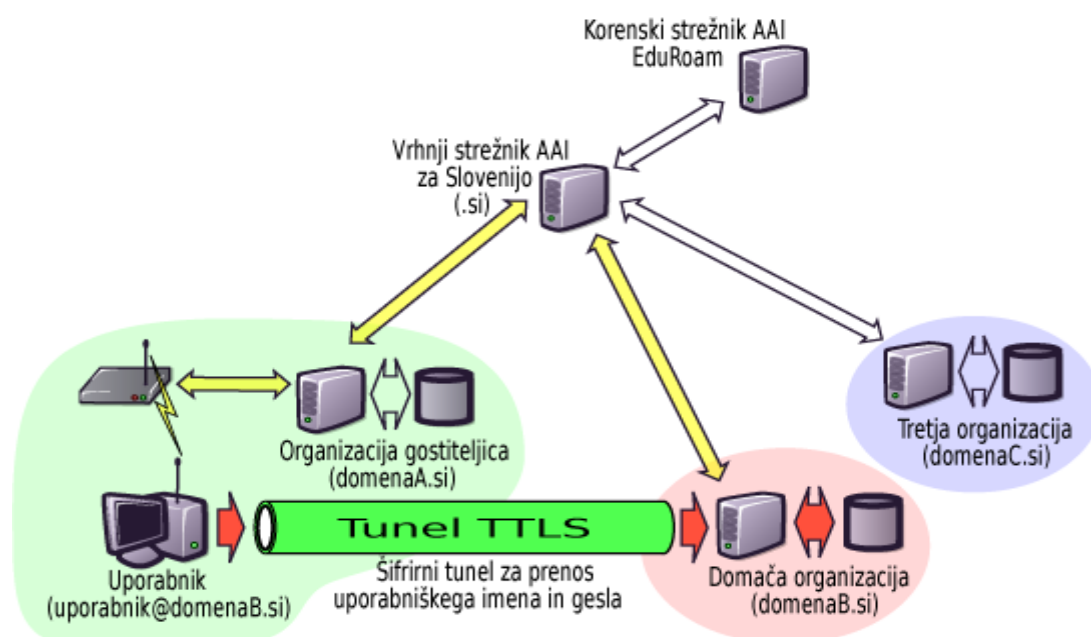 Korenski strežnik AAI
EduRoam
Vrhnji strežnik AAI
za Slovenijo
(.si)
Organizacija gostiteljica
(domenaA.si)
Tretja organizacija
(domenaC.si)
Tunel TTLS
Uporabnik
(uporabnik@domenaB.si)
Šifrirni tunel za prenos
uporabniškega imena in gesla
Domača organizacija
(domenaB.si)